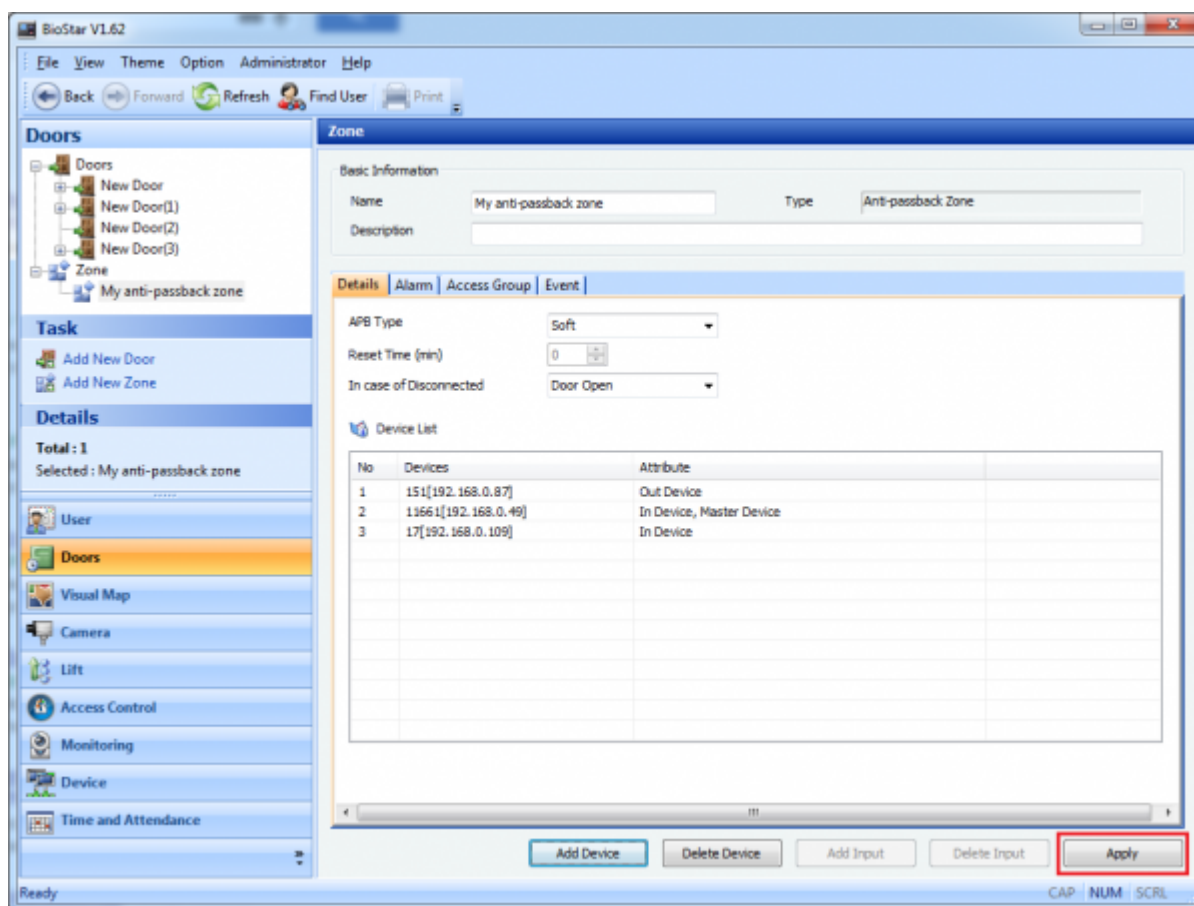 BioStar V1.62
File View Theme Option Administrator Help
Back Forward Refresh Find User Print
Doors
Doors
New Door
New Door(1)
New Door(2)
New Door(3)
Zone
My anti-passback zone
Task
Add New Door
Add New Zone
Details
Total : 1
Selected : My anti-passback zone
User
Doors
Visual Map
Camera
Lift
Access Control
Monitoring
Device
Time and Attendance
Zone
Basic Information
Name My anti-passback zone Type Anti-passback Zone
Description
Details Alarm Access Group Event
APB Type Soft
Reset Time (min) 0
In case of Disconnected Door Open
Device List
No Devices Attribute
1 151[192.168.0.87] Out Device
2 11661[192.168.0.49] In Device, Master Device
3 17[192.168.0.109] In Device
Add Device Delete Device Add Input Delete Input Apply
Ready CAP NUM SCRL